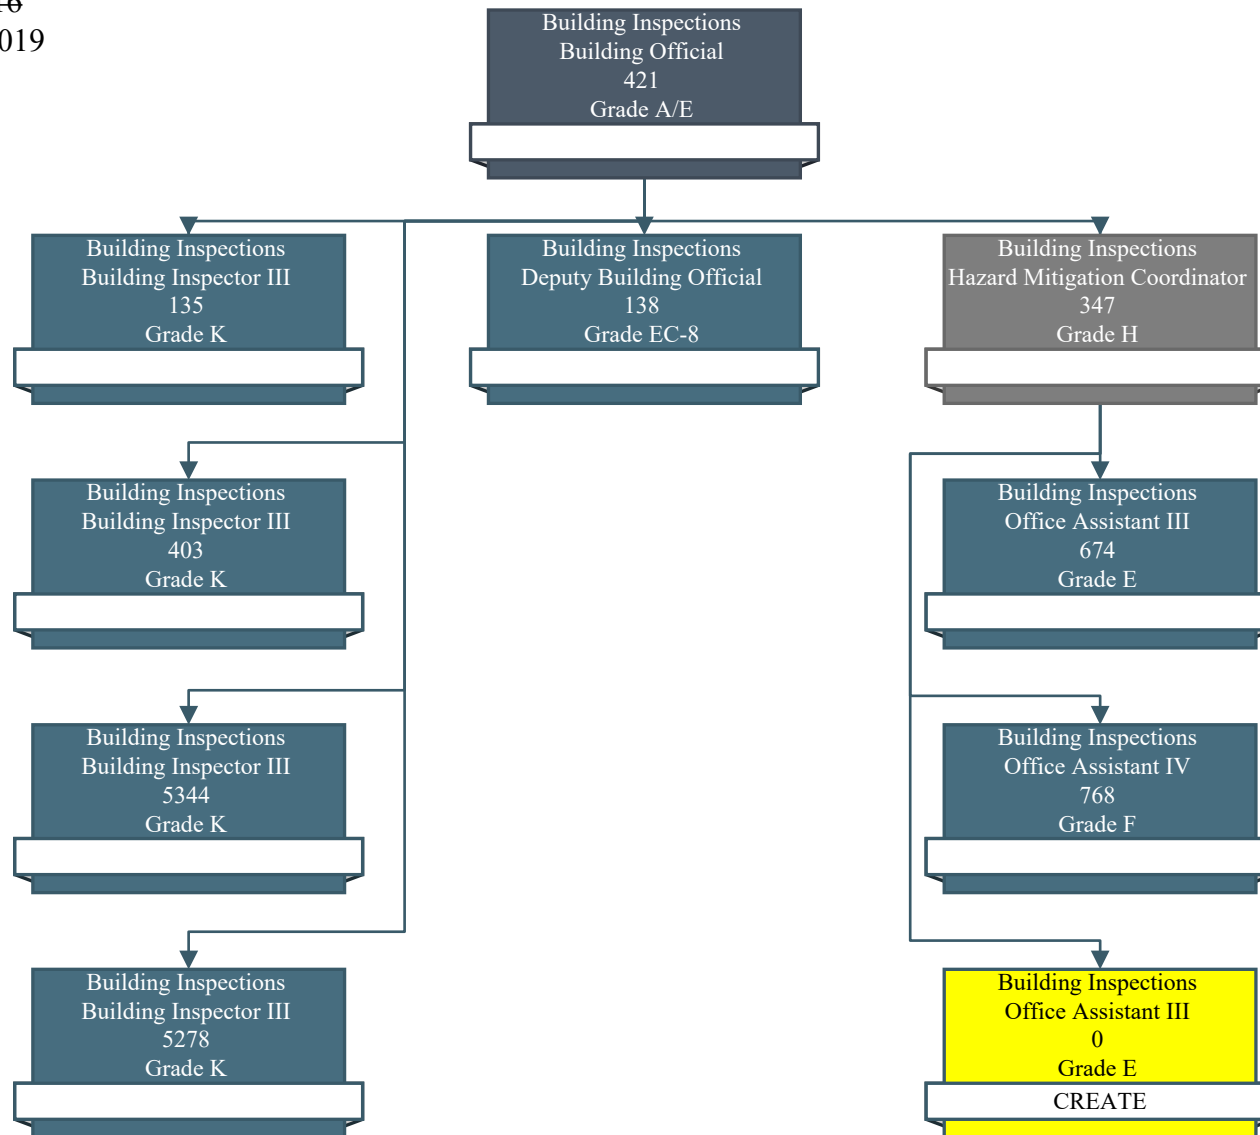 019
Building Inspections
Building Official
421
Grade A/E
Building Inspections
Building Inspector III
135
Grade K
Building Inspections
Deputy Building Official
138
Grade EC-8
Building Inspections
Hazard Mitigation Coordinator
347
Grade H
Building Inspections
Building Inspector III
403
Grade K
Building Inspections
Office Assistant III
674
Grade E
Building Inspections
Building Inspector III
5344
Grade K
Building Inspections
Office Assistant IV
768
Grade F
Building Inspections
Building Inspector III
5278
Grade K
Building Inspections
Office Assistant III
0
Grade E
CREATE